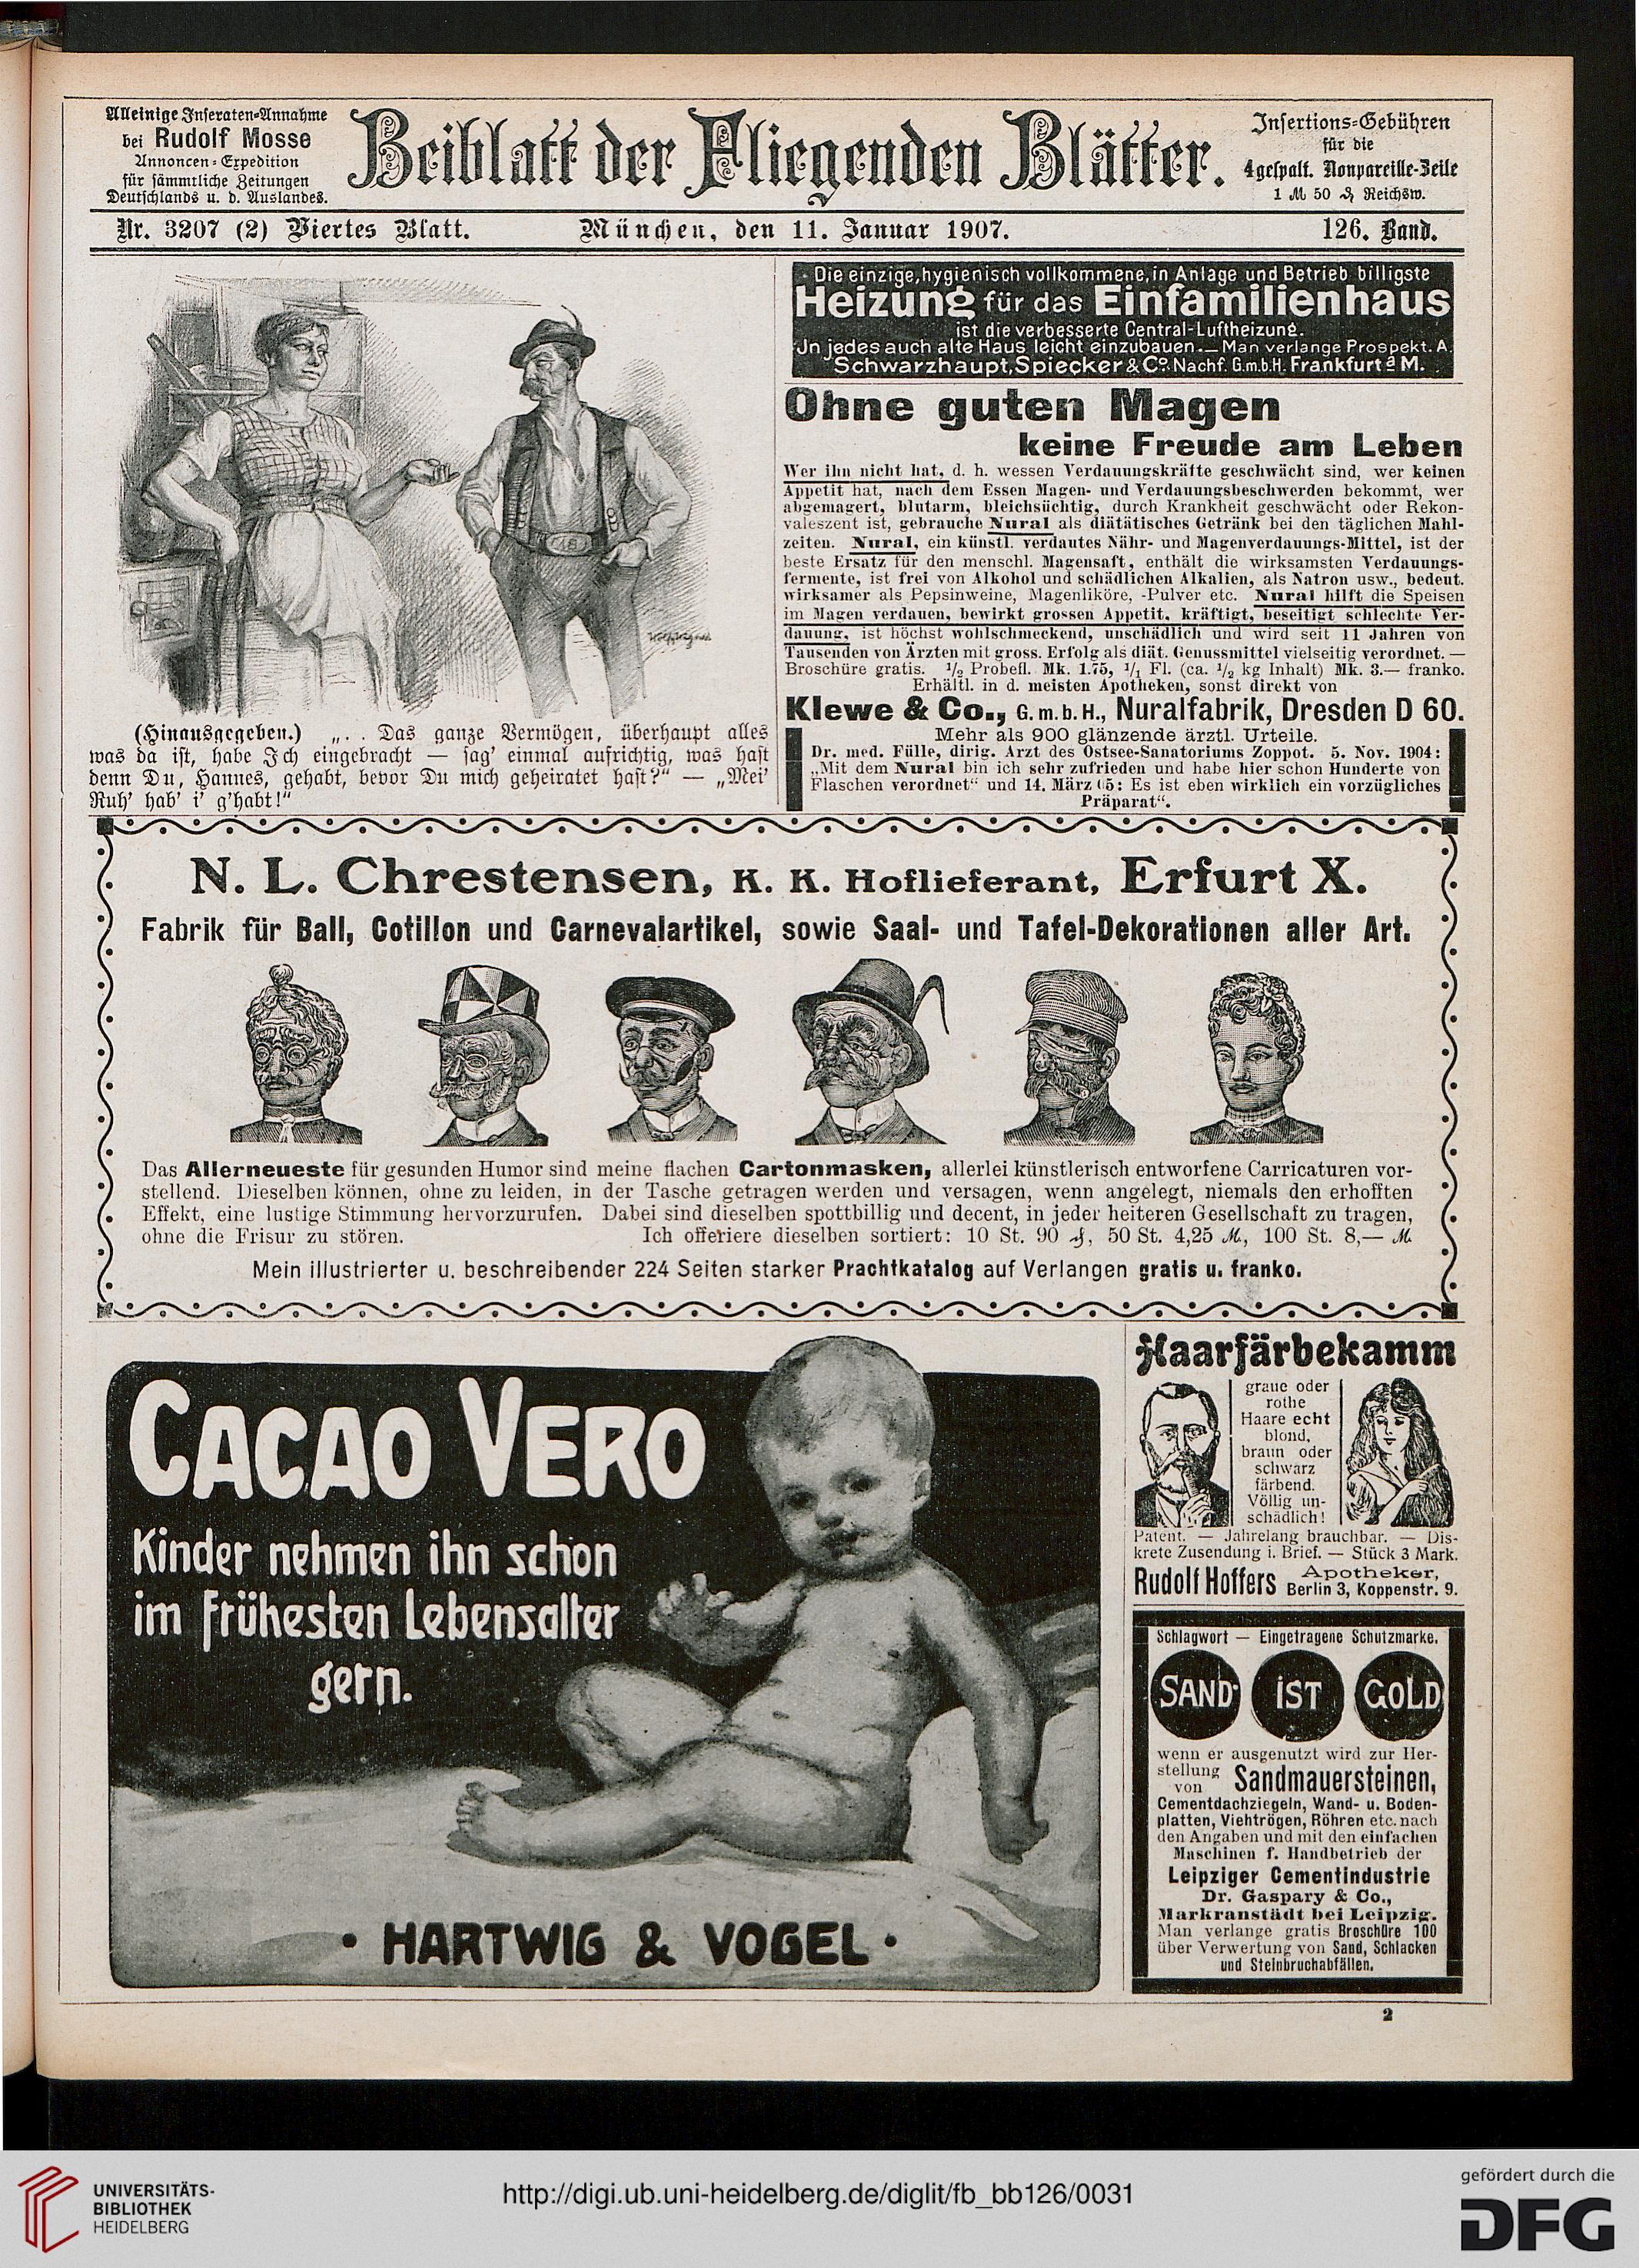 Alleinige Inseraten-Annahme
bei Rudolf Mosse
Annoncen-Expedition
für sämmtliche Zeitungen
Deutschlands u. d. Auslandes.
Beiblatt der Fliegenden Blätter.
Insertions-Gebühren
für die
4gespalt. Nonpareille-Zeile
1 ℳ 50 ₰ Reichsw.
Nr. 3207 (2) Viertes Blatt. München, den 11. Januar 1907. 126. Band.
(Hinausgegeben.) „. . Das ganze Vermögen, überhaupt alles
was da ist, habe Ich eingebracht — sag' einmal aufrichtig, was hast
denn Du, Hannes, gehabt, bevor Du mich geheiratet hast?“ — „Mei'
Ruh' hab' i' g'habt!“
Die einzige, hygienisch vollkommene, in Anlage und Betrieb billigste
Heizung für das Einfamilienhaus
ist die verbesserte Central-Luftheizung.
In jedes auch alte Haus leicht einzubauen. — Man verlange Prospekt. A.
Schwarzhaupt, Spiecker & Co. Nachf. G.m.b.H. Frankfurt a M.
Ohne guten Magen
keine Freude am Leben
Wer ihn nicht hat, d. h. wessen Verdauungskräfte geschwächt sind, wer keinen
Appetit hat, nach dem Essen Magen- und Verdauungsbeschwerden bekommt, wer
abgemagert, blutarm, bleichsüchtig, durch Krankheit geschwächt oder Rekon-
valeszent ist, gebrauche Nural als diätätisches Getränk bei den täglichen Mahl-
zeiten. Nural, ein künstl. verdautes Nähr- und Magenverdauungs-Mittel, ist der
beste Ersatz für den menschl. Magensaft, enthält die wirksamsten Verdauungs-
fermente, ist frei von Alkohol und schädlichen Alkalien, als Natron usw., bedeut.
wirksamer als Pepsinweine, Magenliköre, -Pulver etc. Nural hilft die Speisen
im Magen verdauen, bewirkt grossen Appetit, kräftigt, beseitigt schlechte Ver-
dauung, ist höchst wohlschmeckend, unschädlich und wird seit 11 Jahren von
Tausenden von Ärzten mit gross. Erfolg als diät. Genussmittel vielseitig verordnet. —
Broschüre gratis. ¹/₂ Probefl. Mk. 1.75, ¹/₁ Fl. (ca. ¹/₂ kg Inhalt) Mk. 3.— franko.
Erhältl. in d. meisten Apotheken, sonst direkt von
Klewe & Co., G. m. b. H., Nuralfabrik, Dresden D 60.
Mehr als 900 glänzende ärztl. Urteile.
Dr. med. Fülle, dirig. Arzt des Ostsee-Sanatoriums Zoppot. 5. Nov. 1904:
„Mit dem Nural bin ich sehr zufrieden und habe hier schon Hunderte von
Flaschen verordnet“ und 14. März 05: Es ist eben wirklich ein vorzügliches
Präparat“.
N. L. Chrestensen, K. K. Hoflieferant, Erfurt X.
Fabrik für Ball, Cotillon und Carnevalartikel, sowie Saal- und Tafel-Dekorationen aller Art.
Das Allerneueste für gesunden Humor sind meine flachen Cartonmasken, allerlei künstlerisch entworfene Carricaturen vor-
stellend. Dieselben können, ohne zu leiden, in der Tasche getragen werden und versagen, wenn angelegt, niemals den erhofften
Effekt, eine lustige Stimmung hervorzurufen. Dabei sind dieselben spottbillig und decent, in jeder heiteren Gesellschaft zu tragen,
ohne die Frisur zu stören. Ich offeriere dieselben sortiert: 10 St. 90 ₰, 50 St. 4,25 ℳ, 100 St. 8,— ℳ
Mein illustrierter u. beschreibender 224 Seiten starker Prachtkatalog auf Verlangen gratis u. franko.
CACAO VERO
Kinder nehmen ihn schon
im frühesten Lebensalter
gern.
• HARTWIG & VOGEL •
Haarfärbekamm
graue oder
rothe
Haare echt
blond,
braun oder
schwarz
färbend.
Völlig un-
schädlich!
Patent. — Jahrelang brauchbar. — Dis-
krete Zusendung i. Brief. — Stück 3 Mark.
Rudolf Hoffers Apotheker,
Berlin 3, Koppenstr. 9.
Schlagwort — Eingetragene Schutzmarke.
SAND IST GOLD
wenn er ausgenutzt wird zur Her-
stellung von Sandmauersteinen,
Cementdachziegeln, Wand- u. Boden-
platten, Viehtrögen, Röhren etc. nach
den Angaben und mit den einfachen
Maschinen f. Handbetrieb der
Leipziger Cementindustrie
Dr. Gaspary & Co.,
Markranstädt bei Leipzig.
Man verlange gratis Broschüre 100
über Verwertung von Sand, Schlacken
und Steinbruchabfällen.
2
UNIVERSITÄTS-
BIBLIOTHEK
HEIDELBERG
http://digi.ub.uni-heidelberg.de/diglit/fb_bb126/0031
gefördert durch die
DFG